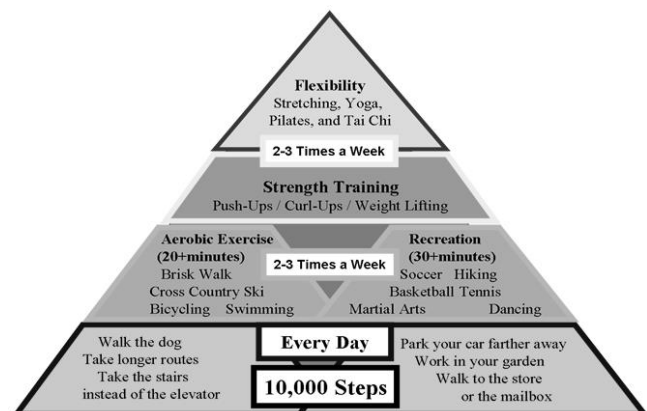 Flexibility
Stretching, Yoga,
Pilates, and Tai Chi
2-3 Times a Week
Strength Training
Push-Ups / Curl-Ups / Weight Lifting
Aerobic Exercise
(20+minutes)
Brisk Walk
Cross Country Ski
Bicycling Swimming
2-3 Times a Week
Recreation
(30+minutes)
Soccer Hiking
Basketball Tennis
Martial Arts Dancing
Walk the dog
Take longer routes
Take the stairs
instead of the elevator
Every Day
10,000 Steps
Park your car farther away
Work in your garden
Walk to the store
or the mailbox